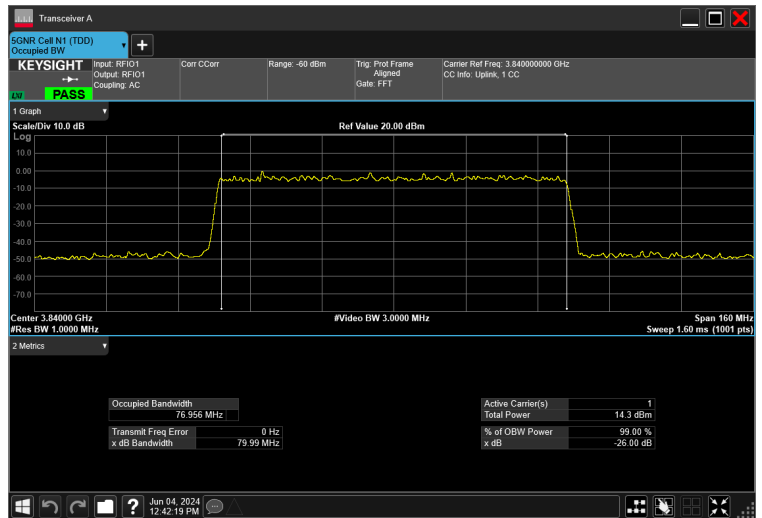 Transceiver A
5GNR Cell N1 (TDD)
Occupied BW
KEYSIGHT
PASS
Input: RFIO1
Output: RFIO1
Coupling: AC
Corr CCorr
Range: -60 dBm
Trig: Prot Frame
Aligned
Gate: FFT
Carrier Ref Freq: 3.840000000 GHz
CC Info: Uplink, 1 CC
1 Graph
Scale/Div 10.0 dB
Ref Value 20.00 dBm
Log
10.0
0.00
-10.0
-20.0
-30.0
-40.0
-50.0
-60.0
-70.0
Center 3.84000 GHz
#Video BW 3.0000 MHz
Span 160 MHz
#Res BW 1.0000 MHz
Sweep 1.60 ms (1001 pts)
2 Metrics
Occupied Bandwidth
76.956 MHz
Transmit Freq Error 0 Hz
x dB Bandwidth 79.99 MHz
Active Carrier(s) 1
Total Power 14.3 dBm
% of OBW Power 99.00 %
x dB -26.00 dB
?
Jun 04, 2024
12:42:19 PM